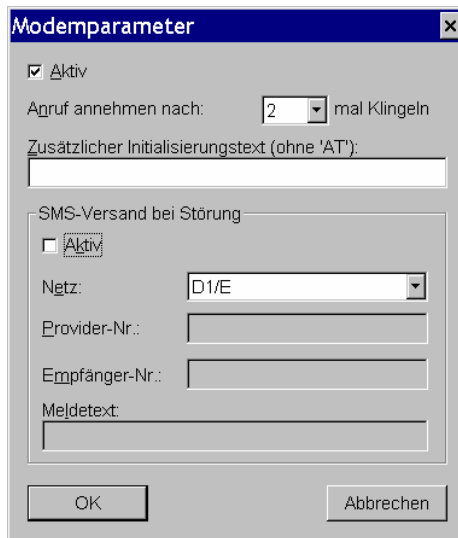 Modemparameter
Aktiv
Anruf annehmen nach: 2 mal Klingeln
Zusätzlicher Initialisierungstext (ohne 'AT'):
SMS-Versand bei Störung
Aktiv
Netz: D1/E
Provider-Nr.:
Empfänger-Nr.:
Meldetext:
OK Abbrechen